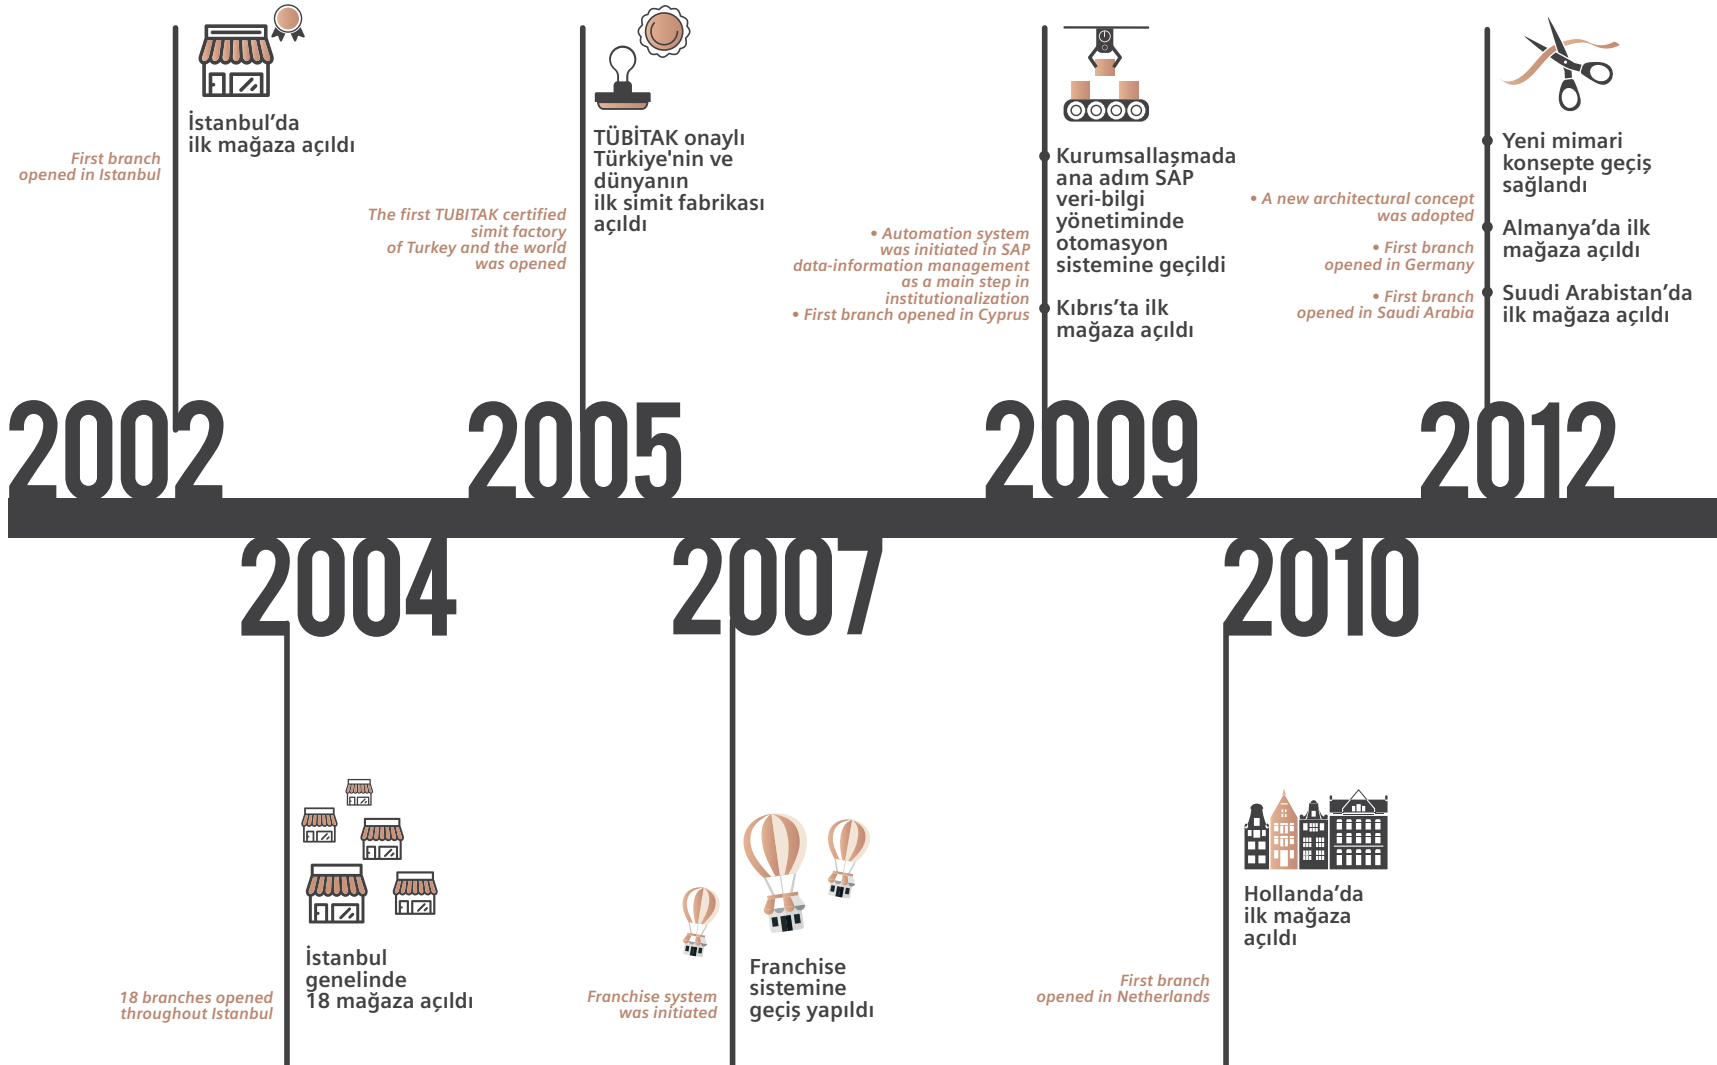 İstanbul’da
ilk mağaza açıldı
First branch
opened in Istanbul
2002
TÜBİTAK onaylı
Türkiye'nin ve
dünyanın
ilk simit fabrikası
açıldı
The first TUBITAK certified
simit factory
of Turkey and the world
was opened
2005
Kurumsallaşmada
ana adım SAP
veri-bilgi
yönetiminde
otomasyon
sistemine geçildi
Kıbrıs’ta ilk
mağaza açıldı
• Automation system
was initiated in SAP
data-information management
as a main step in
institutionalization
• First branch opened in Cyprus
2009
Yeni mimari
konsepte geçiş
sağlandı
Almanya’da ilk
mağaza açıldı
Suudi Arabistan’da
ilk mağaza açıldı
• A new architectural concept
was adopted
• First branch
opened in Germany
• First branch
opened in Saudi Arabia
2012
2004
İstanbul
genelinde
18 mağaza açıldı
18 branches opened
throughout Istanbul
2007
Franchise
sistemine
geçiş yapıldı
Franchise system
was initiated
2010
Hollanda’da
ilk mağaza
açıldı
First branch
opened in Netherlands